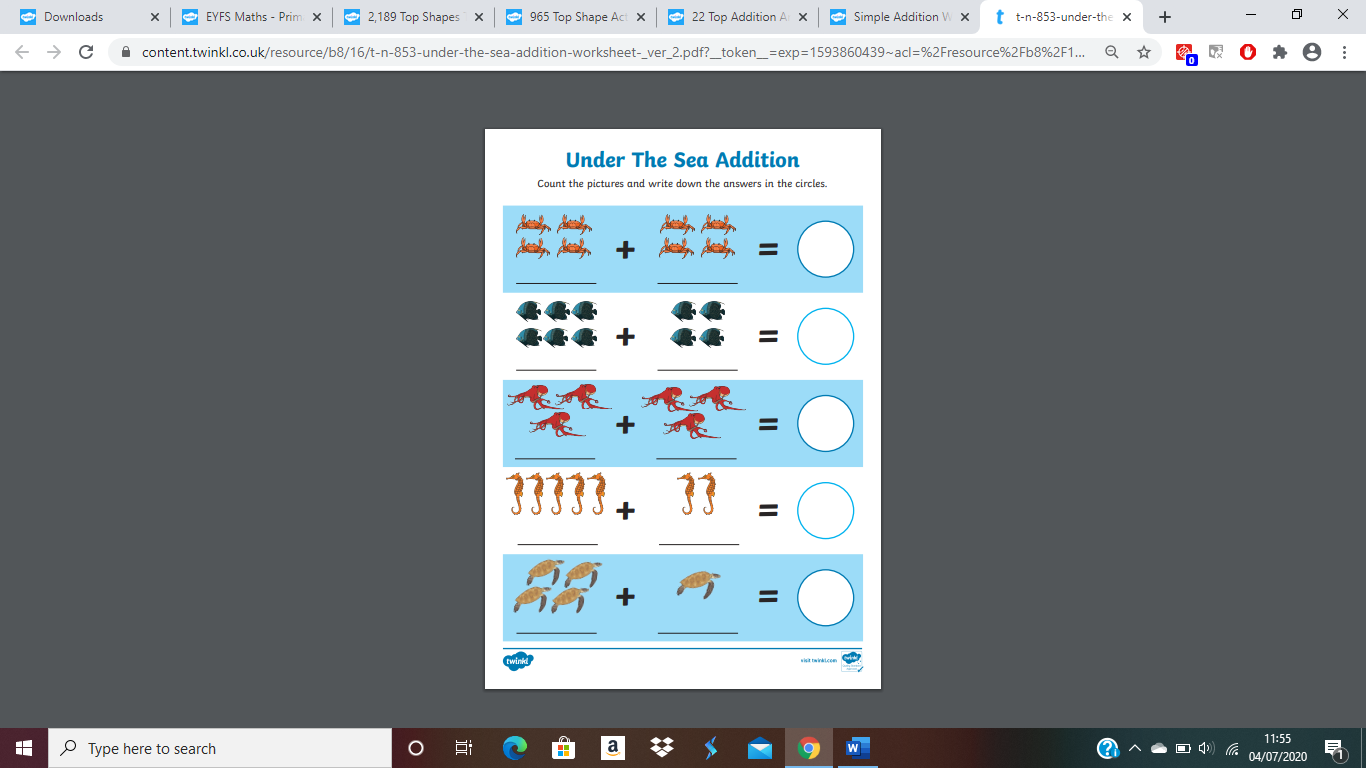 Downloads
EYFS Maths - Prim
2,189 Top Shapes T
965 Top Shape Act
22 Top Addition A
Simple Addition W
t-n-853-under-the
content.twinkl.co.uk/resource/b8/16/t-n-853-under-the-sea-addition-worksheet-_ver_2.pdf?__token__=exp=1593860439~acl=%2Fresource%2Fb8%2F1...
0
Under The Sea Addition
Count the pictures and write down the answers in the circles.
+ =
+ =
+ =
+ =
+ =
twinkl
visit twinkl.com
twinkl
Type here to search
11:55
04/07/2020
1